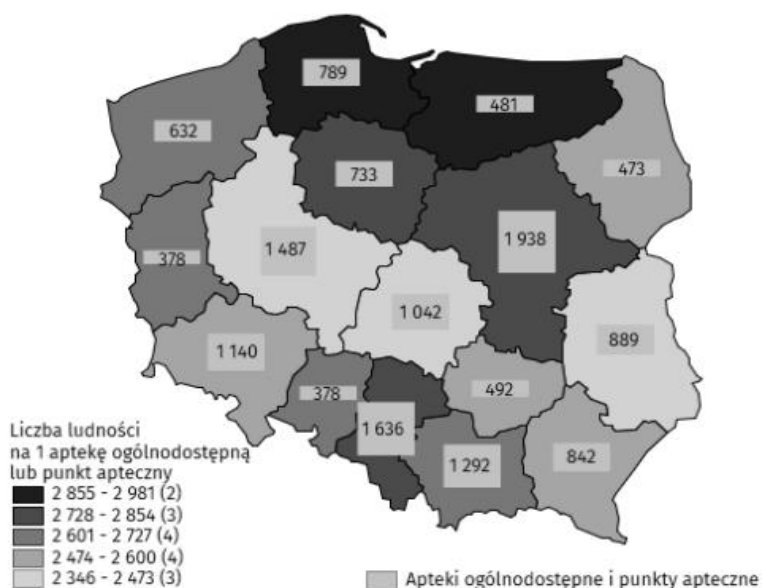 789
481
632
473
733
1 938
1 487
378
1 042
889
1 140
492
378
1 636
1 292
842
Liczba ludności
na 1 aptekę ogólnodostępną
lub punkt apteczny
2 855 - 2 981 (2)
2 728 - 2 854 (3)
2 601 - 2 727 (4)
2 474 - 2 600 (4)
2 346 - 2 473 (3)
Apteki ogólnodostępne i punkty apteczne